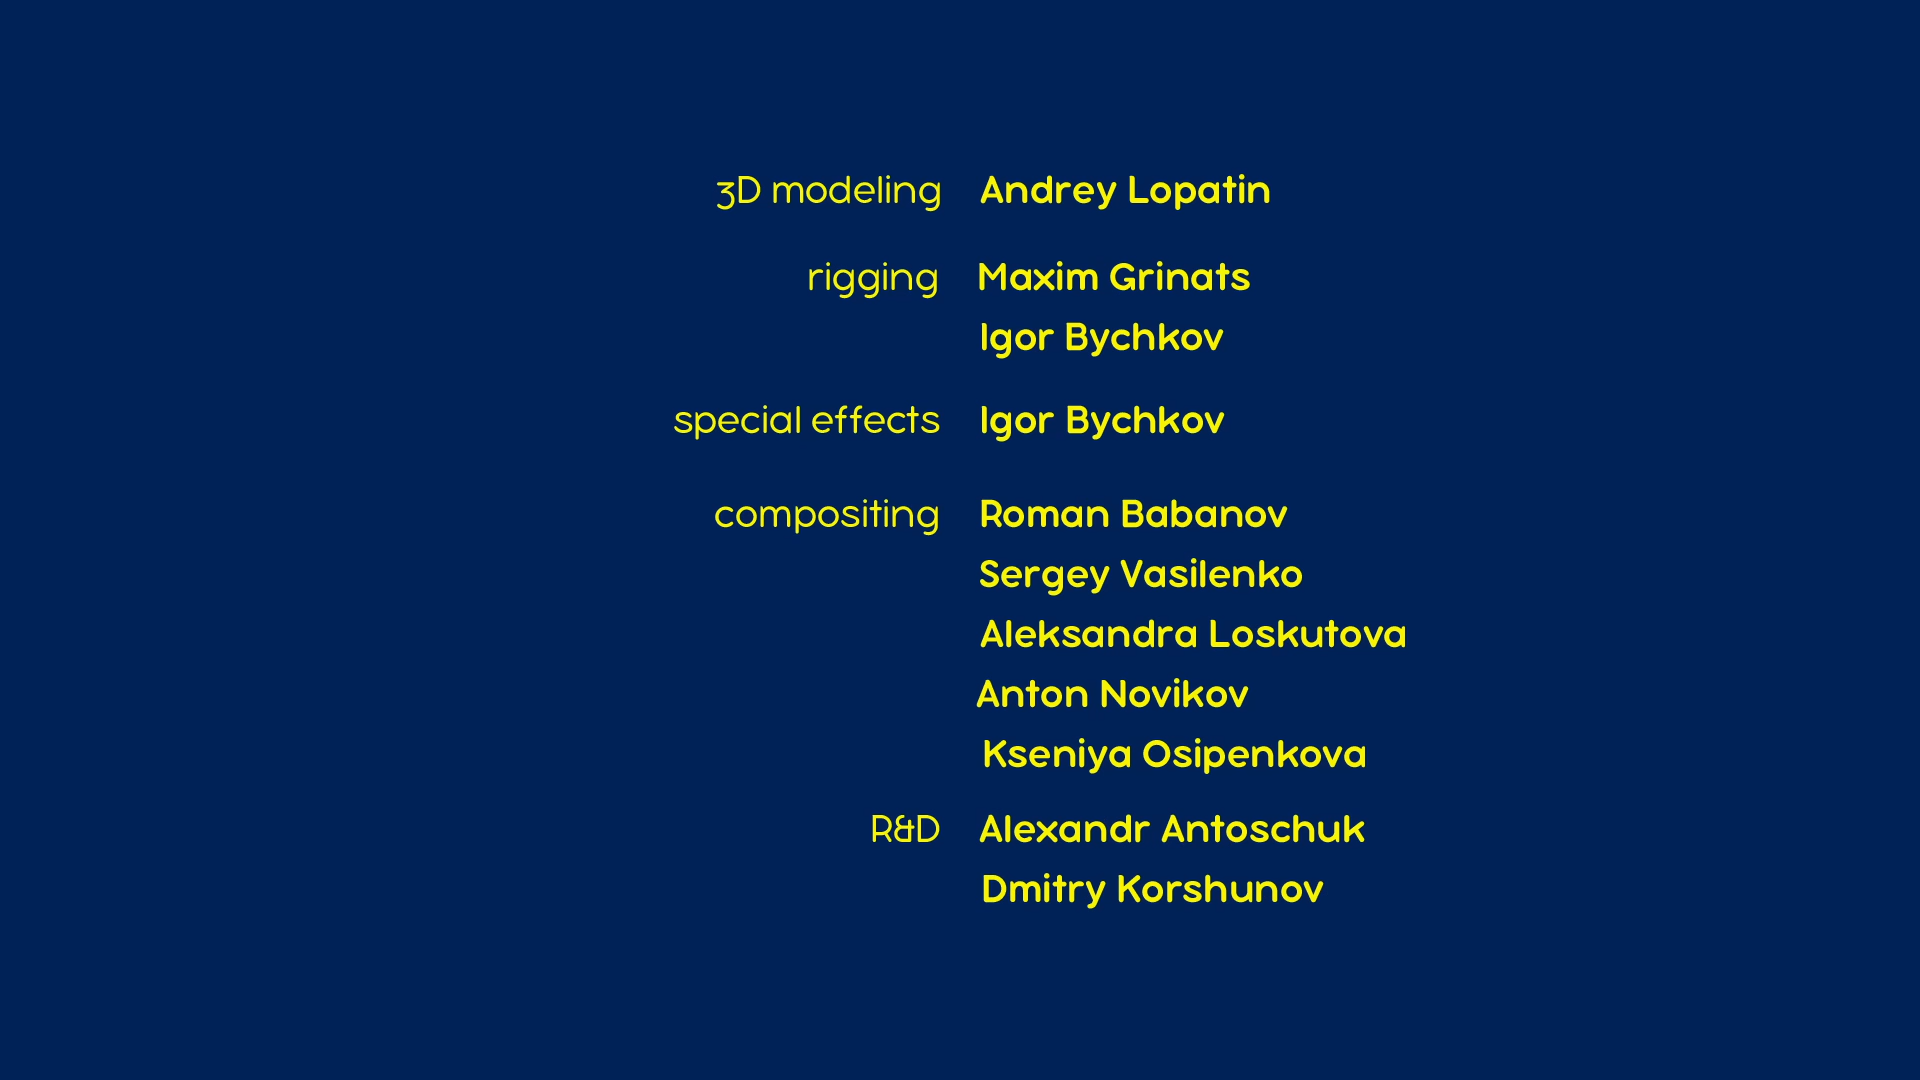 3D modeling Andrey Lopatin
rigging Maxim Grinats
Igor Bychkov
special effects Igor Bychkov
compositing Roman Babanov
Sergey Vasilenko
Aleksandra Loskutova
Anton Novikov
Kseniya Osipenkova
R&D Alexandr Antoschuk
Dmitry Korshunov